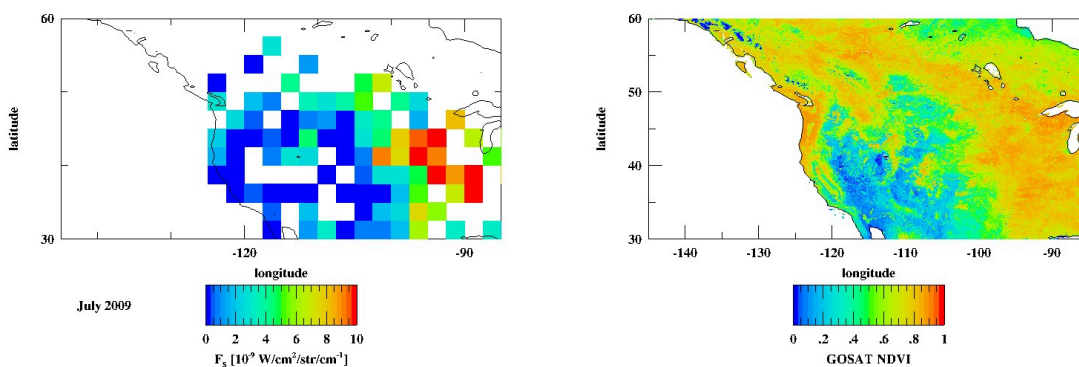 60
50
40
30
latitude
-120
-90
longitude
July 2009
0 2 4 6 8 10
Fs [10⁻⁹ W/cm²/str/cm⁻¹]
60
50
40
30
latitude
-140 -130 -120 -110 -100 -90
longitude
0 .2 .4 .6 .8 1
GOSAT NDVI